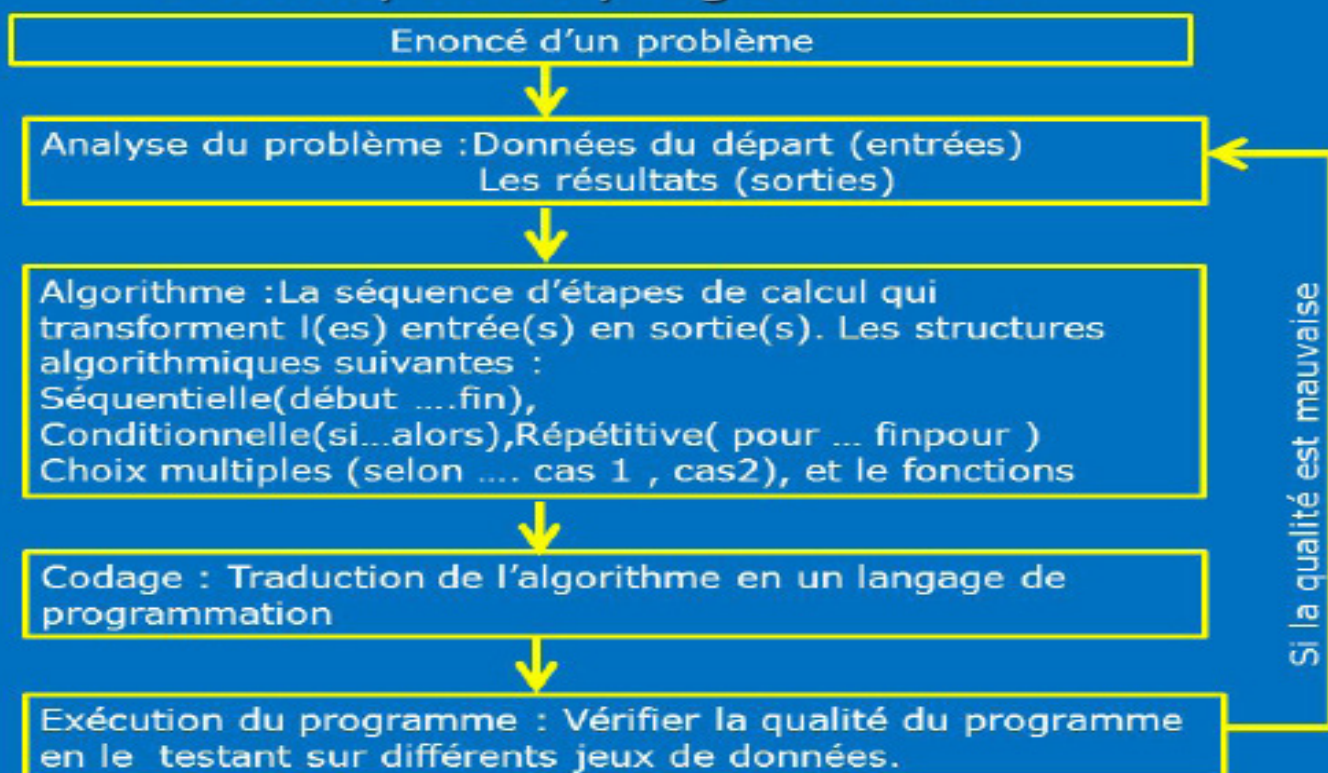 Enoncé d'un problème
Analyse du problème :Données du départ (entrées)
Les résultats (sorties)
Algorithme :La séquence d'étapes de calcul qui
transforment l(es) entrée(s) en sortie(s). Les structures
algorithmiques suivantes :
Séquentielle(début ....fin),
Conditionnelle(si...alors),Répétitive( pour ... finpour )
Choix multiples (selon .... cas 1 , cas2), et le fonctions
Codage : Traduction de l'algorithme en un langage de
programmation
Exécution du programme : Vérifier la qualité du programme
en le testant sur différents jeux de données.
Si la qualité est mauvaise